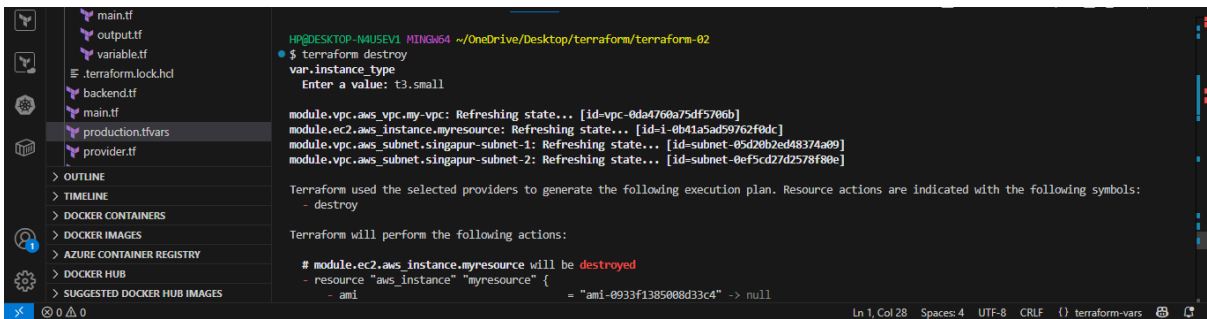 main.tf
output.tf
variable.tf
.terraform.lock.hcl
backend.tf
main.tf
production.tfvars
provider.tf
> OUTLINE
> TIMELINE
> DOCKER CONTAINERS
> DOCKER IMAGES
> AZURE CONTAINER REGISTRY
> DOCKER HUB
> SUGGESTED DOCKER HUB IMAGES
1
HP@DESKTOP-N4U5EV1 MINGW64 ~/OneDrive/Desktop/terraform/terraform-02
$ terraform destroy
var.instance_type
Enter a value: t3.small
module.vpc.aws_vpc.my-vpc: Refreshing state... [id=vpc-0da4760a75df5706b]
module.ec2.aws_instance.myresource: Refreshing state... [id=i-0b41a5ad59762f0dc]
module.vpc.aws_subnet.singapur-subnet-1: Refreshing state... [id=subnet-05d20b2ed48374a09]
module.vpc.aws_subnet.singapur-subnet-2: Refreshing state... [id=subnet-0ef5cd27d2578f80e]
Terraform used the selected providers to generate the following execution plan. Resource actions are indicated with the following symbols:
- destroy
Terraform will perform the following actions:
# module.ec2.aws_instance.myresource will be destroyed
- resource "aws_instance" "myresource" {
- ami = "ami-0933f1385008d33c4" -> null
0 0 Ln 1, Col 28 Spaces: 4 UTF-8 CRLF {} terraform-vars